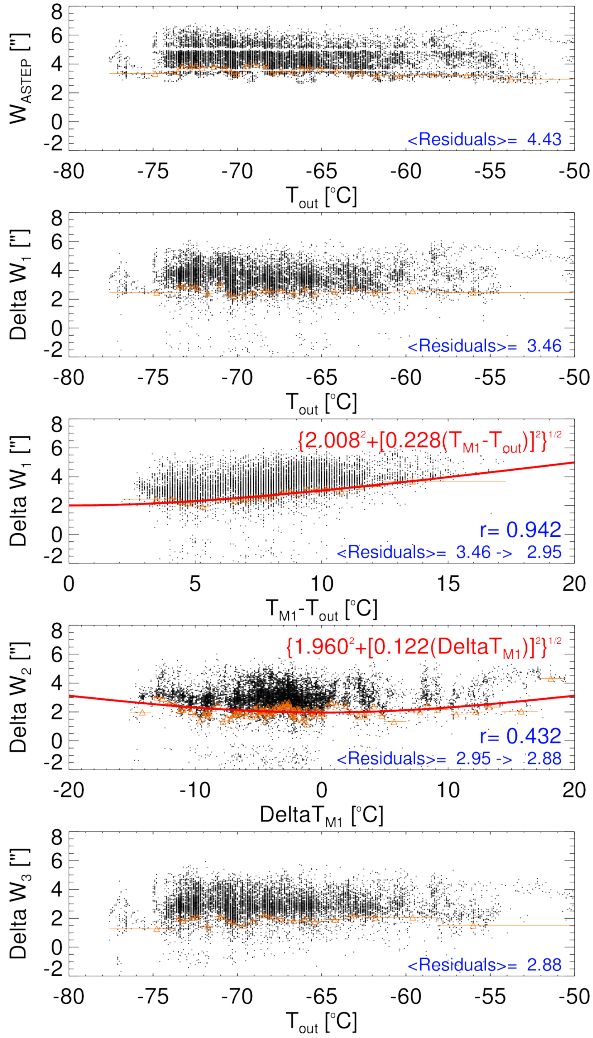 8
6
4
2
0
-2
W_ASTEP ["]
<Residuals>= 4.43
-80 -75 -70 -65 -60 -55 -50
T_out [°C]
8
6
4
2
0
-2
Delta W_1 ["]
<Residuals>= 3.46
-80 -75 -70 -65 -60 -55 -50
T_out [°C]
8
6
4
2
0
-2
Delta W_1 ["]
{2.008²+[0.228(T_M1-T_out)]²}^1/2
r= 0.942
<Residuals>= 3.46 -> 2.95
0 5 10 15 20
T_M1-T_out [°C]
8
6
4
2
0
-2
Delta W_2 ["]
{1.960²+[0.122(DeltaT_M1)]²}^1/2
r= 0.432
<Residuals>= 2.95 -> 2.88
-20 -10 0 10 20
DeltaT_M1 [°C]
8
6
4
2
0
-2
Delta W_3 ["]
<Residuals>= 2.88
-80 -75 -70 -65 -60 -55 -50
T_out [°C]